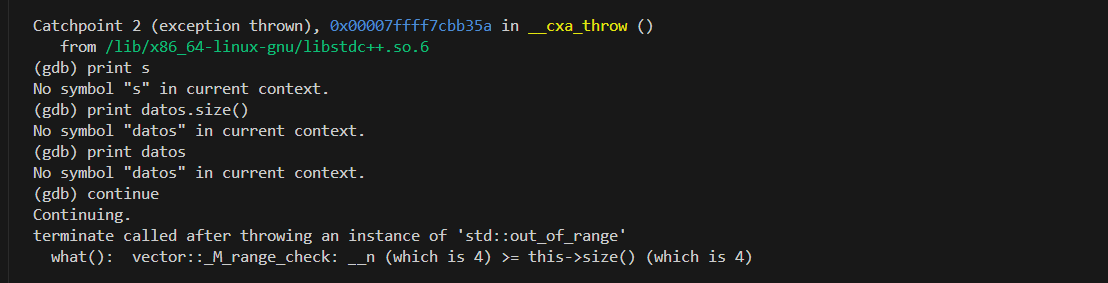 Catchpoint 2 (exception thrown), 0x00007ffff7cbb35a in __cxa_throw ()
   from /lib/x86_64-linux-gnu/libstdc++.so.6
(gdb) print s
No symbol "s" in current context.
(gdb) print datos.size()
No symbol "datos" in current context.
(gdb) print datos
No symbol "datos" in current context.
(gdb) continue
Continuing.
terminate called after throwing an instance of 'std::out_of_range'
  what():  vector::_M_range_check: __n (which is 4) >= this->size() (which is 4)